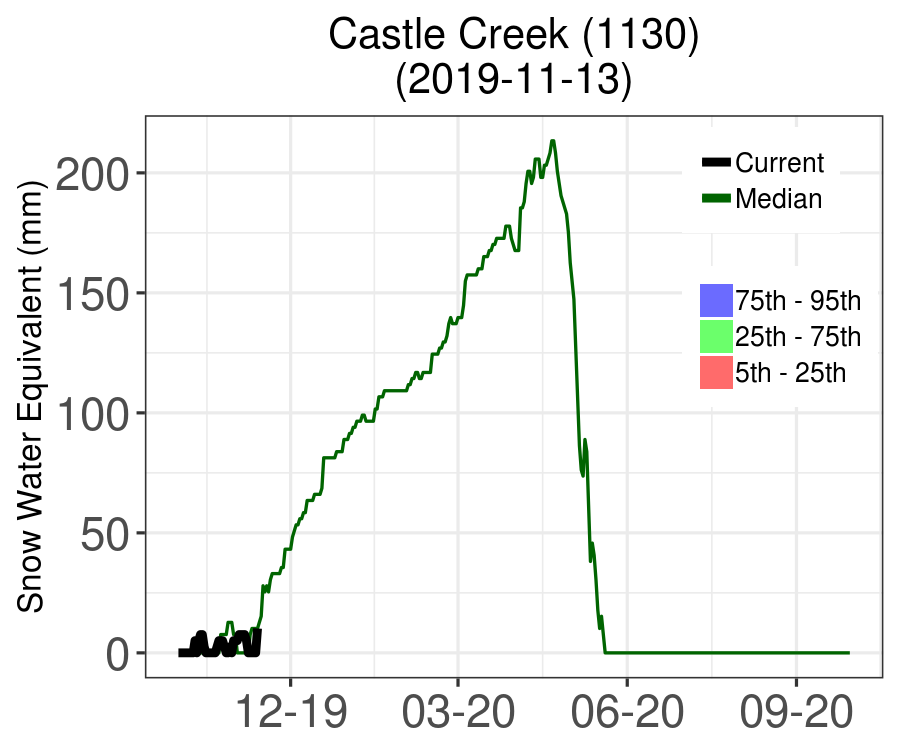 Castle Creek (1130)
(2019-11-13)
Snow Water Equivalent (mm)
200
150
100
50
0
12-19
03-20
06-20
09-20
Current
Median
75th - 95th
25th - 75th
5th - 25th